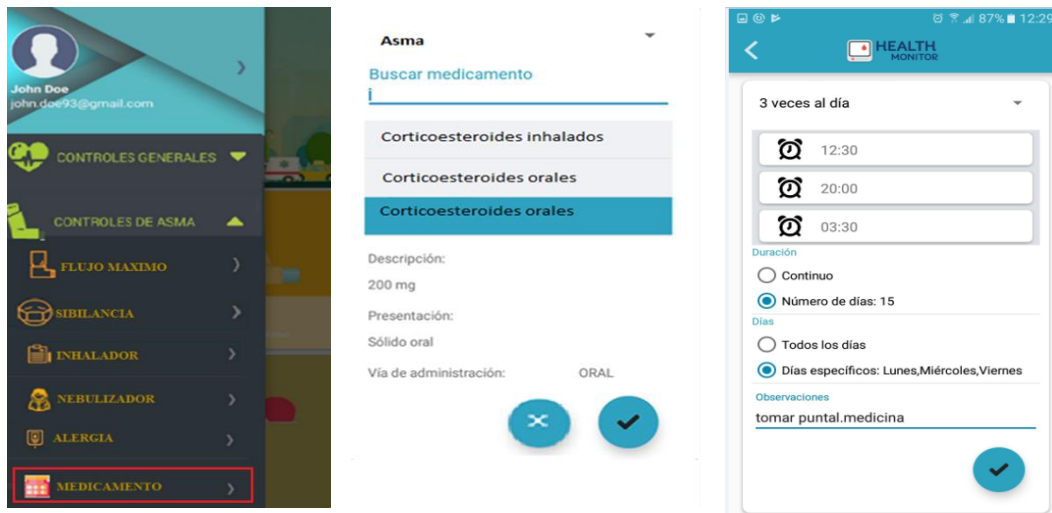 John Doe
john.doe93@gmail.com
CONTROLES GENERALES
CONTROLES DE ASMA
FLUJO MAXIMO
SIBILANCIA
INHALADOR
NEBULIZADOR
ALERGIA
MEDICAMENTO
Asma
Buscar medicamento
i
Corticoesteroides inhalados
Corticoesteroides orales
Corticoesteroides orales
Descripción:
200 mg
Presentación:
Sólido oral
Vía de administración: ORAL
87% 12:29
HEALTH
MONITOR
3 veces al día
12:30
20:00
03:30
Duración
Continuo
Número de días: 15
Días
Todos los días
Días específicos: Lunes,Miércoles,Viernes
Observaciones
tomar puntal.medicina